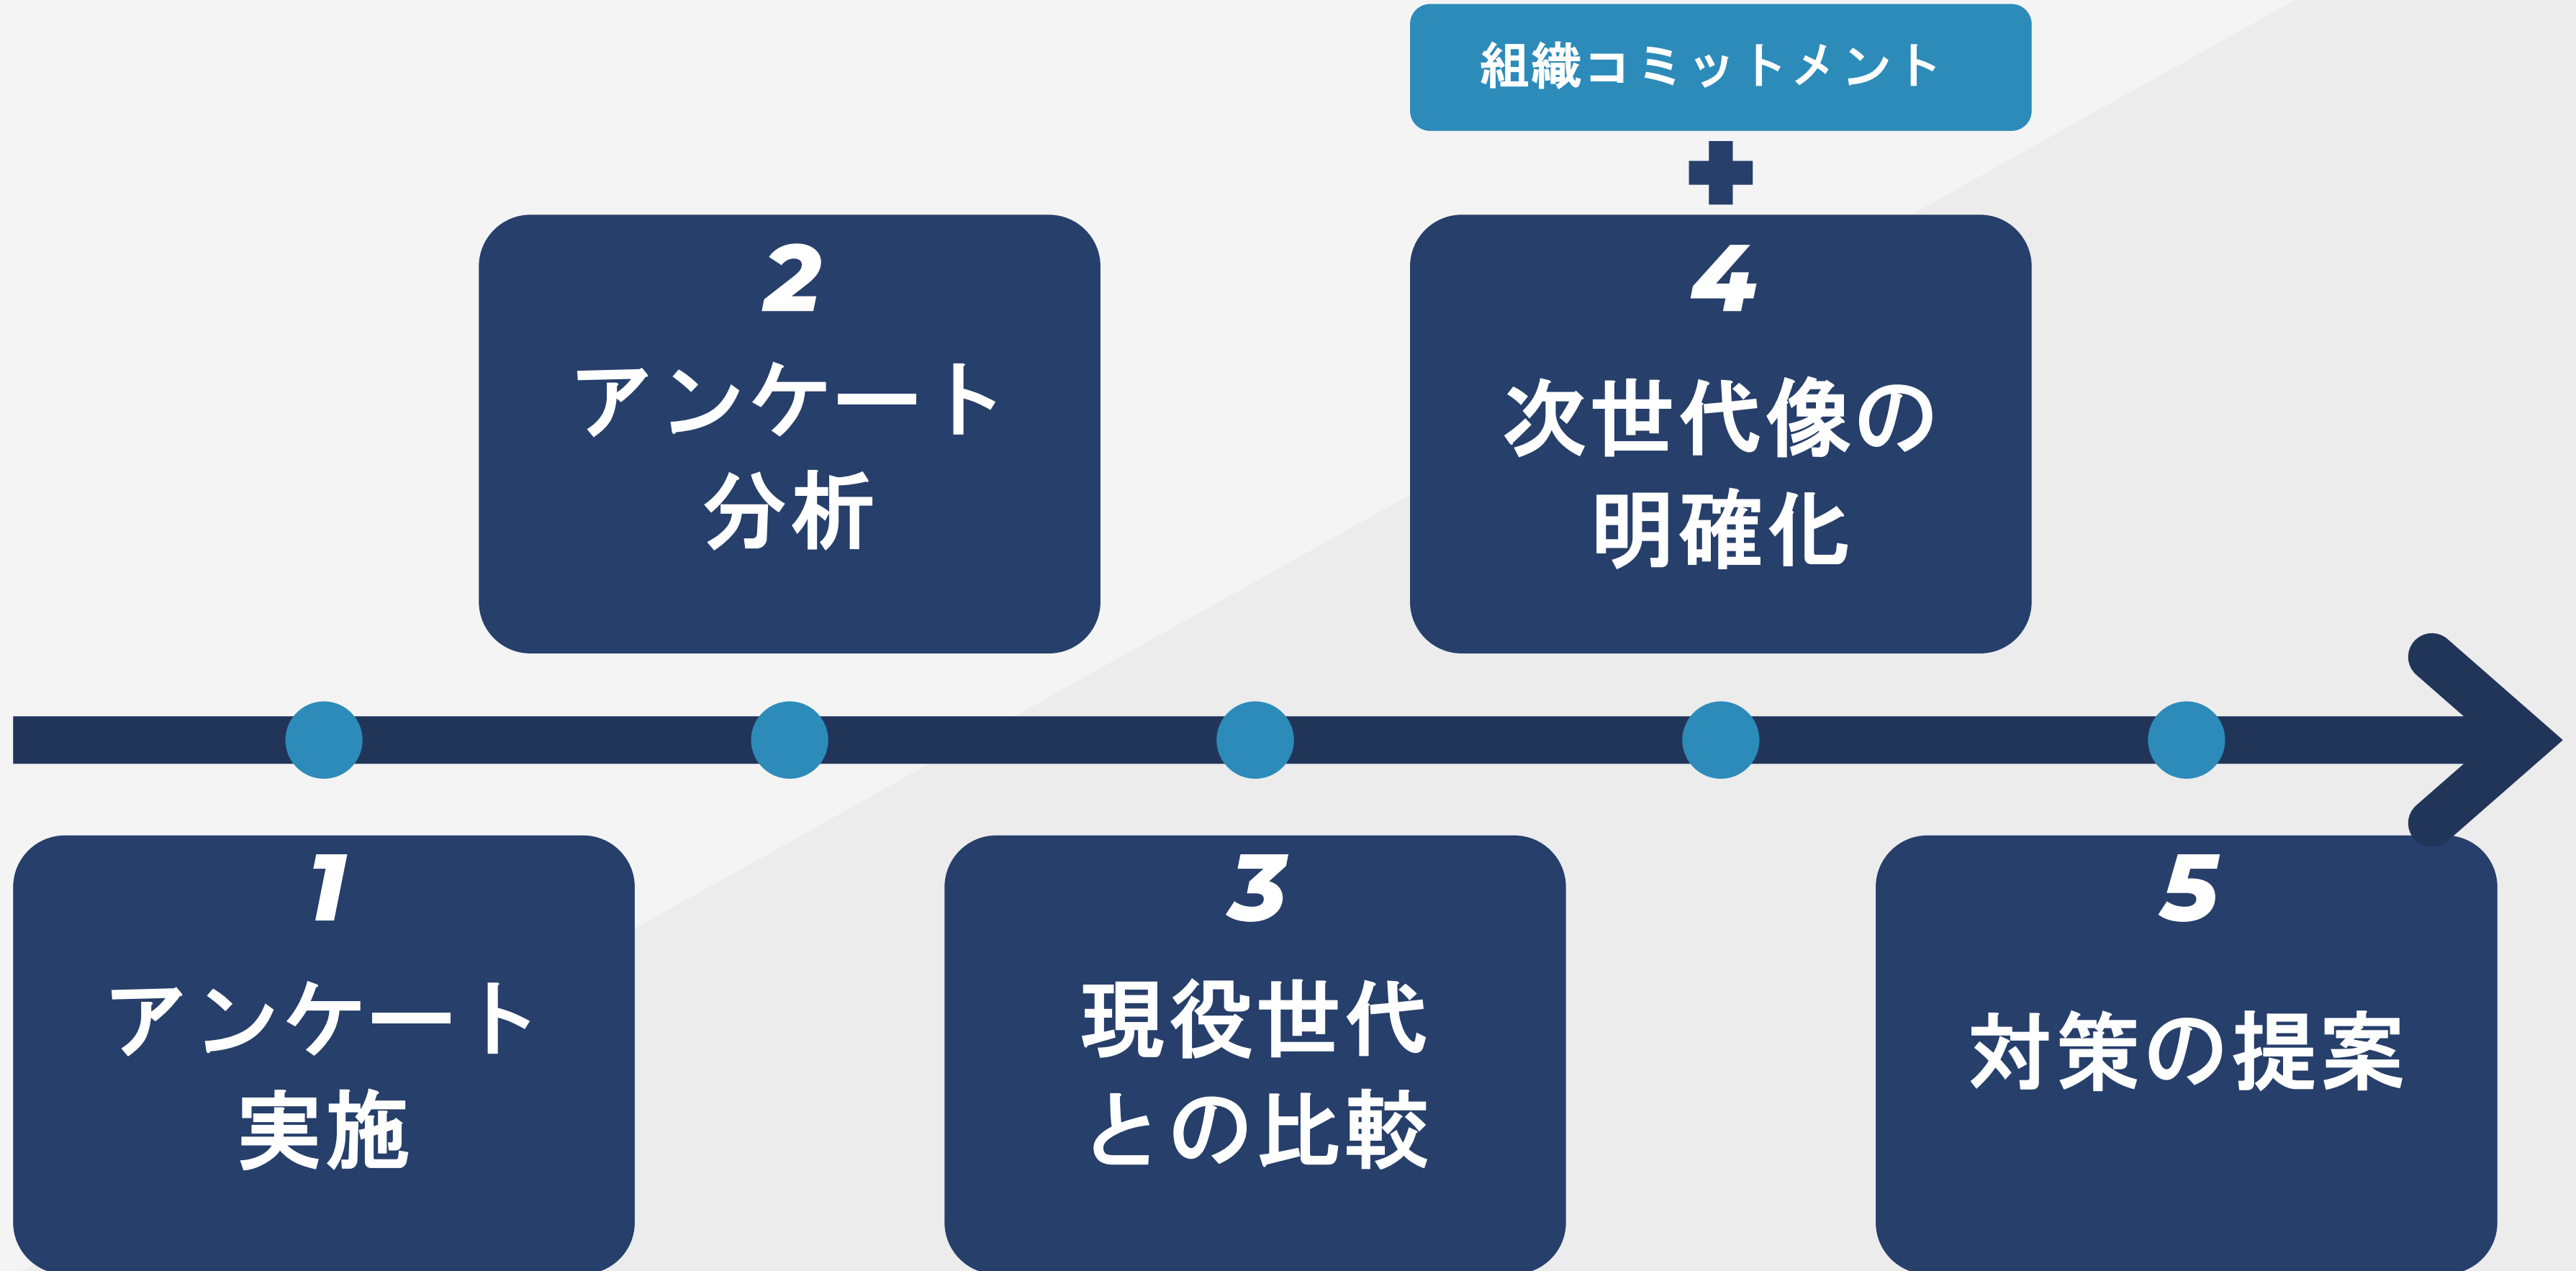 組織コミットメント
2
アンケート
分析
4
次世代像の
明確化
1
アンケート
実施
3
現役世代
との比較
5
対策の提案